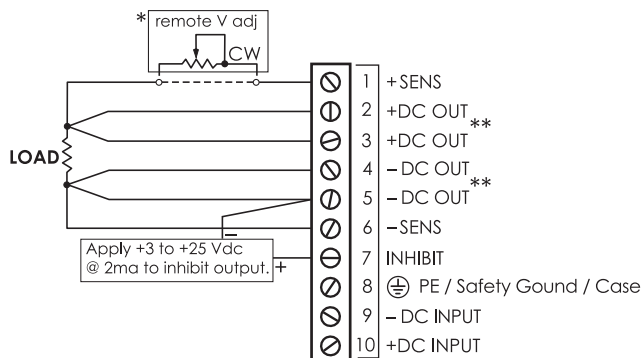 * remote V adj
CW
LOAD
1 +SENS
2 +DC OUT
3 +DC OUT **
4 –DC OUT
5 –DC OUT **
6 –SENS
Apply +3 to +25 Vdc
@ 2ma to inhibit output.
–
+
7 INHIBIT
8 PE / Safety Gound / Case
9 –DC INPUT
10 +DC INPUT